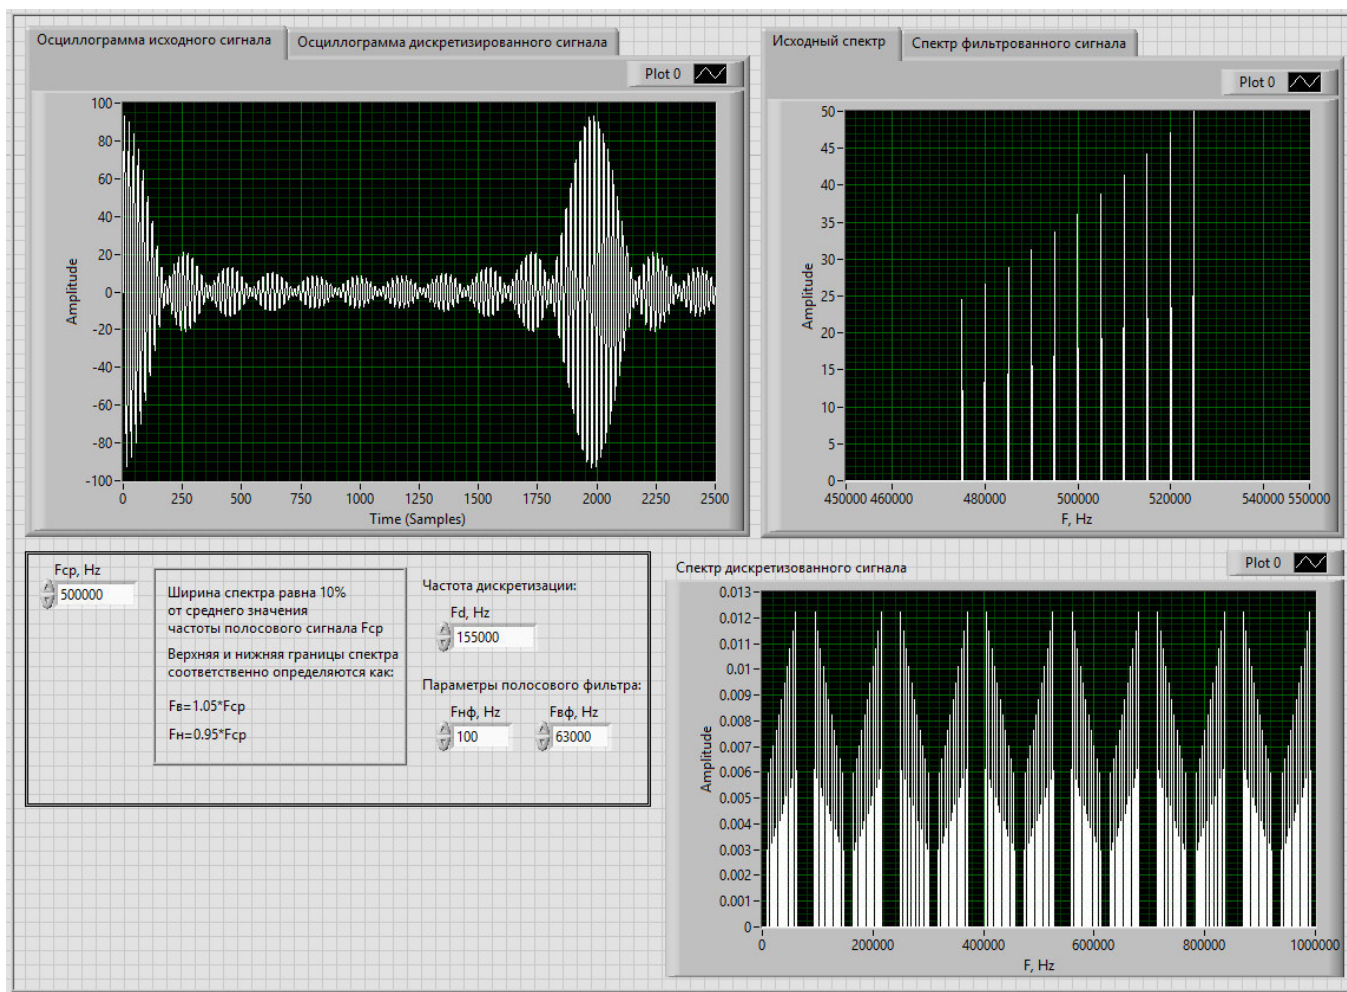 Осциллограмма исходного сигнала
Осциллограмма дискретизированного сигнала
Plot 0
100
80
60
40
20
0
-20
-40
-60
-80
-100
Amplitude
0 250 500 750 1000 1250 1500 1750 2000 2250 2500
Time (Samples)
Исходный спектр
Спектр фильтрованного сигнала
Plot 0
50
45
40
35
30
25
20
15
10
5
0
Amplitude
450000 460000 480000 500000 520000 540000 550000
F, Hz
Fcp, Hz
500000
Ширина спектра равна 10%
от среднего значения
частоты полосового сигнала Fcp
Верхняя и нижняя границы спектра
соответственно определяются как:
Fв=1.05*Fcp
Fн=0.95*Fcp
Частота дискретизации:
Fd, Hz
155000
Параметры полосового фильтра:
Fнф, Hz
100
Fвф, Hz
63000
Спектр дискретизованного сигнала
Plot 0
0.013
0.012
0.011
0.01
0.009
0.008
0.007
0.006
0.005
0.004
0.003
0.002
0.001
0
Amplitude
0 200000 400000 600000 800000 1000000
F, Hz